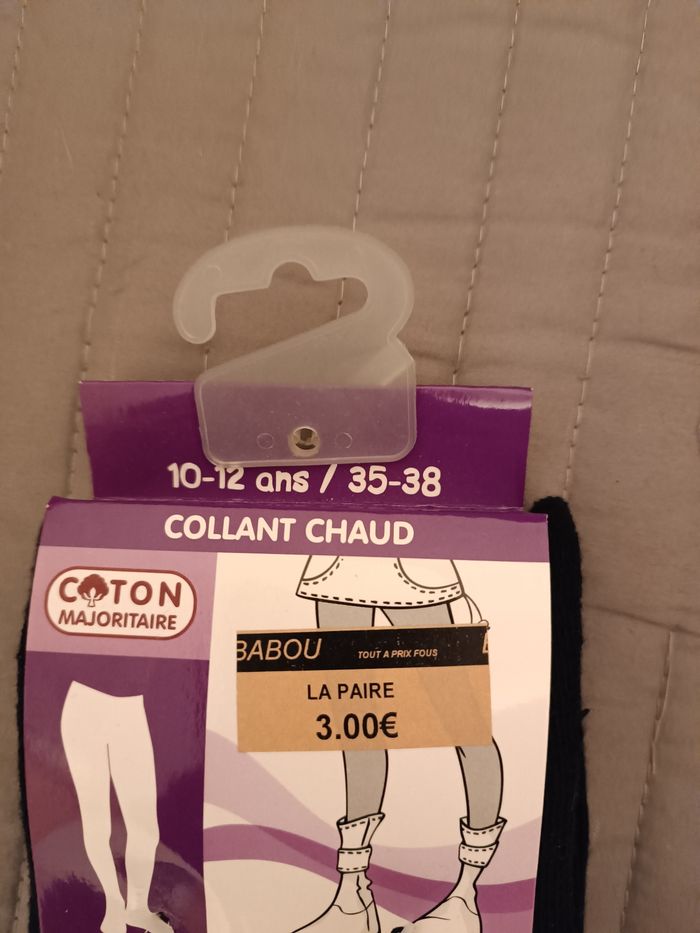 10-12 ans / 35-38
COLLANT CHAUD
COTON
MAJORITAIRE
BABOU TOUT A PRIX FOUS
LA PAIRE
3.00€